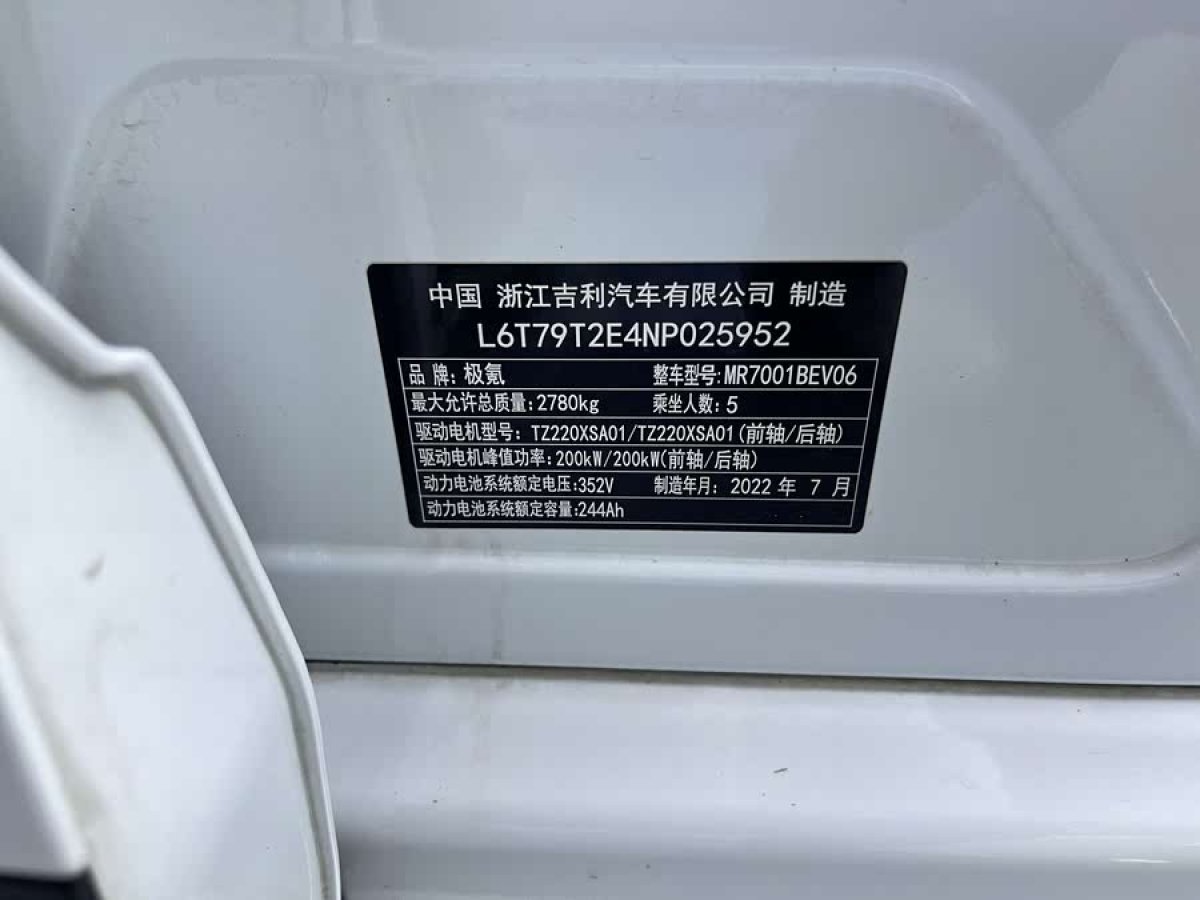 中国 浙江吉利汽车有限公司 制造
L6T79T2E4NP025952
品牌:极氪 整车型号:MR7001BEV06
最大允许总质量:2780kg 乘坐人数:5
驱动电机型号: TZ220XSA01/TZ220XSA01(前轴/后轴)
驱动电机峰值功率:200kW/200kW(前轴/后轴)
动力电池系统额定电压:352V 制造年月: 2022 年 7 月
动力电池系统额定容量:244Ah